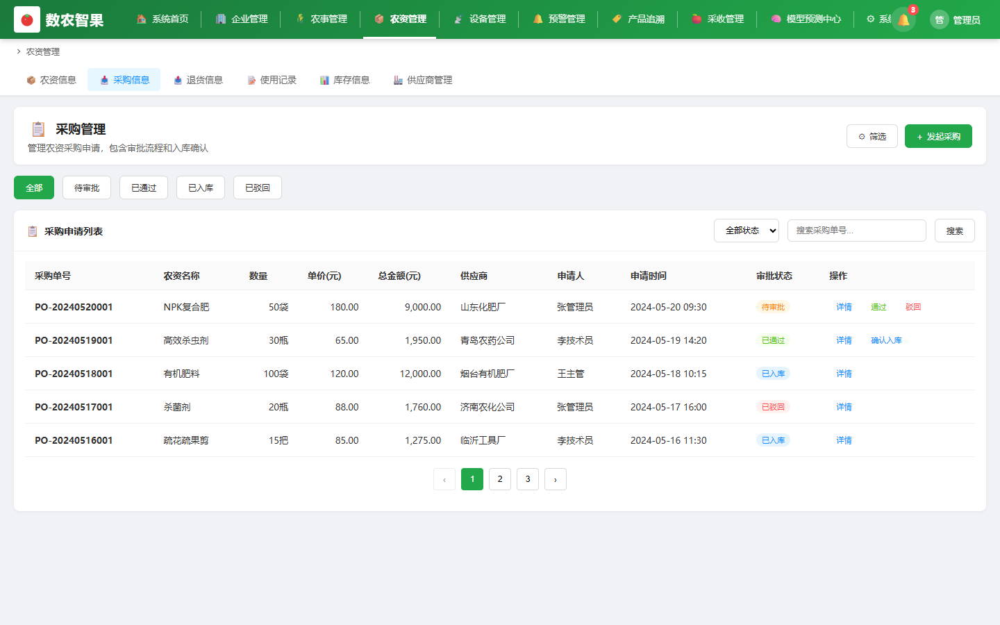 数农智果
系统首页
企业管理
农事管理
农资管理
设备管理
预警管理
产品追溯
采收管理
模型预测中心
系统
3
管
管理员
› 农资管理
农资信息
采购信息
退货信息
使用记录
库存信息
供应商管理
采购管理
管理农资采购申请，包含审批流程和入库确认
筛选
+ 发起采购
全部
待审批
已通过
已入库
已驳回
采购申请列表
全部状态
搜索采购单号...
搜索
采购单号 农资名称 数量 单价(元) 总金额(元) 供应商 申请人 申请时间 审批状态 操作
PO-20240520001 NPK复合肥 50袋 180.00 9,000.00 山东化肥厂 张管理员 2024-05-20 09:30 待审批 详情 通过 驳回
PO-20240519001 高效杀虫剂 30瓶 65.00 1,950.00 青岛农药公司 李技术员 2024-05-19 14:20 已通过 详情 确认入库
PO-20240518001 有机肥料 100袋 120.00 12,000.00 烟台有机肥厂 王主管 2024-05-18 10:15 已入库 详情
PO-20240517001 杀菌剂 20瓶 88.00 1,760.00 济南农化公司 张管理员 2024-05-17 16:00 已驳回 详情
PO-20240516001 疏花疏果剪 15把 85.00 1,275.00 临沂工具厂 李技术员 2024-05-16 11:30 已入库 详情
‹ 1 2 3 ›